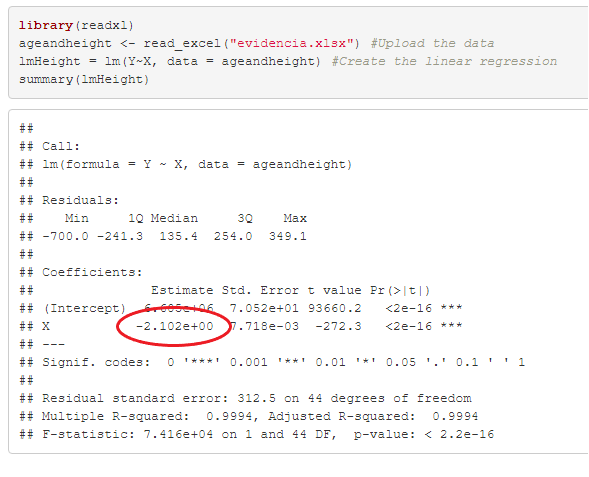 library(readxl)
ageandheight <- read_excel("evidencia.xlsx") #Upload the data
lmHeight = lm(Y~X, data = ageandheight) #Create the linear regression
summary(lmHeight)
##
## Call:
## lm(formula = Y ~ X, data = ageandheight)
##
## Residuals:
##    Min     1Q Median     3Q    Max
## -700.0 -241.3  135.4  254.0  349.1
##
## Coefficients:
##               Estimate Std. Error t value Pr(>|t|)
## (Intercept)  6.605e+06  7.052e+01 93660.2   <2e-16 ***
## X           -2.102e+00  7.718e-03  -272.3   <2e-16 ***
## ---
## Signif. codes:  0 '***' 0.001 '**' 0.01 '*' 0.05 '.' 0.1 ' ' 1
##
## Residual standard error: 312.5 on 44 degrees of freedom
## Multiple R-squared:  0.9994, Adjusted R-squared:  0.9994
## F-statistic: 7.416e+04 on 1 and 44 DF,  p-value: < 2.2e-16